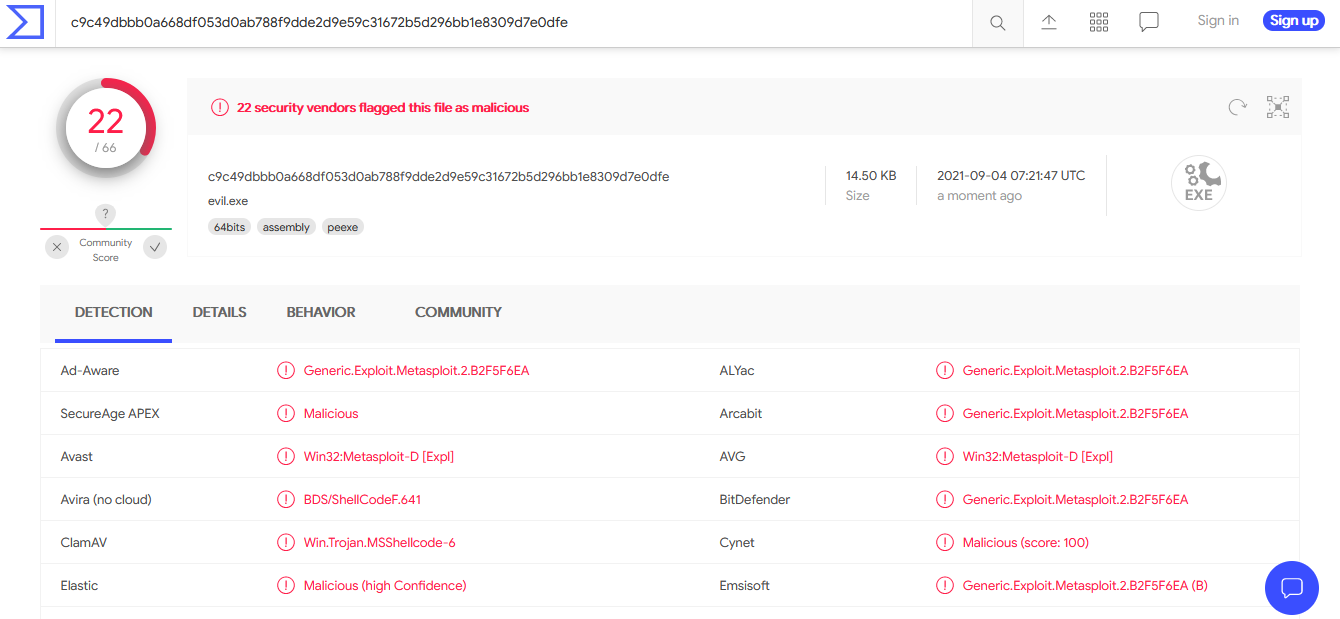 c9c49dbbb0a668df053d0ab788f9dde2d9e59c31672b5d296bb1e8309d7e0dfe
Sign in
Sign up
22
/ 66
22 security vendors flagged this file as malicious
c9c49dbbb0a668df053d0ab788f9dde2d9e59c31672b5d296bb1e8309d7e0dfe
evil.exe
64bits assembly peexe
14.50 KB
Size
2021-09-04 07:21:47 UTC
a moment ago
EXE
?
Community
Score
DETECTION DETAILS BEHAVIOR COMMUNITY
Ad-Aware Generic.Exploit.Metasploit.2.B2F5F6EA ALYac Generic.Exploit.Metasploit.2.B2F5F6EA
SecureAge APEX Malicious Arcabit Generic.Exploit.Metasploit.2.B2F5F6EA
Avast Win32:Metasploit-D [Expl] AVG Win32:Metasploit-D [Expl]
Avira (no cloud) BDS/ShellCodeF.641 BitDefender Generic.Exploit.Metasploit.2.B2F5F6EA
ClamAV Win.Trojan.MSShellcode-6 Cynet Malicious (score: 100)
Elastic Malicious (high Confidence) Emsisoft Generic.Exploit.Metasploit.2.B2F5F6EA (B)